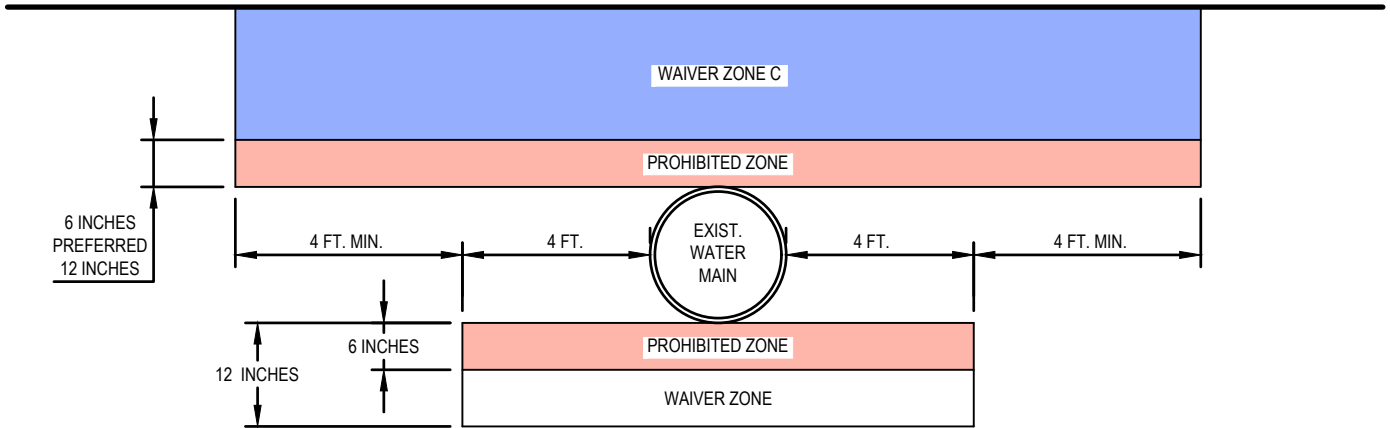 WAIVER ZONE C
PROHIBITED ZONE
6 INCHES
PREFERRED
12 INCHES
4 FT. MIN.
4 FT.
EXIST.
WATER
MAIN
4 FT.
4 FT. MIN.
12 INCHES
6 INCHES
PROHIBITED ZONE
WAIVER ZONE